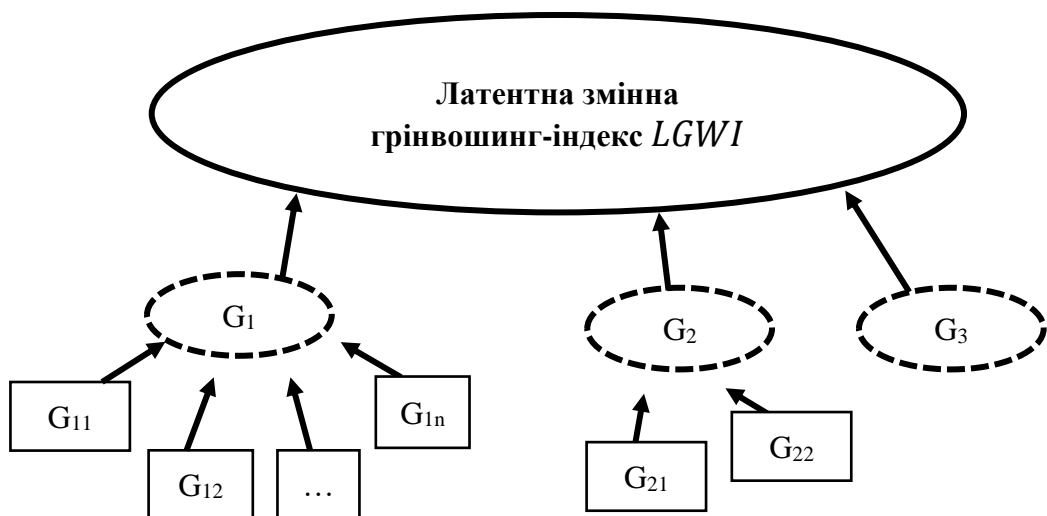 Латентна змінна
грінвошинг-індекс LGWI
G₁
G₂
G₃
G₁₁
G₁₂
…
G₁ₙ
G₂₁
G₂₂